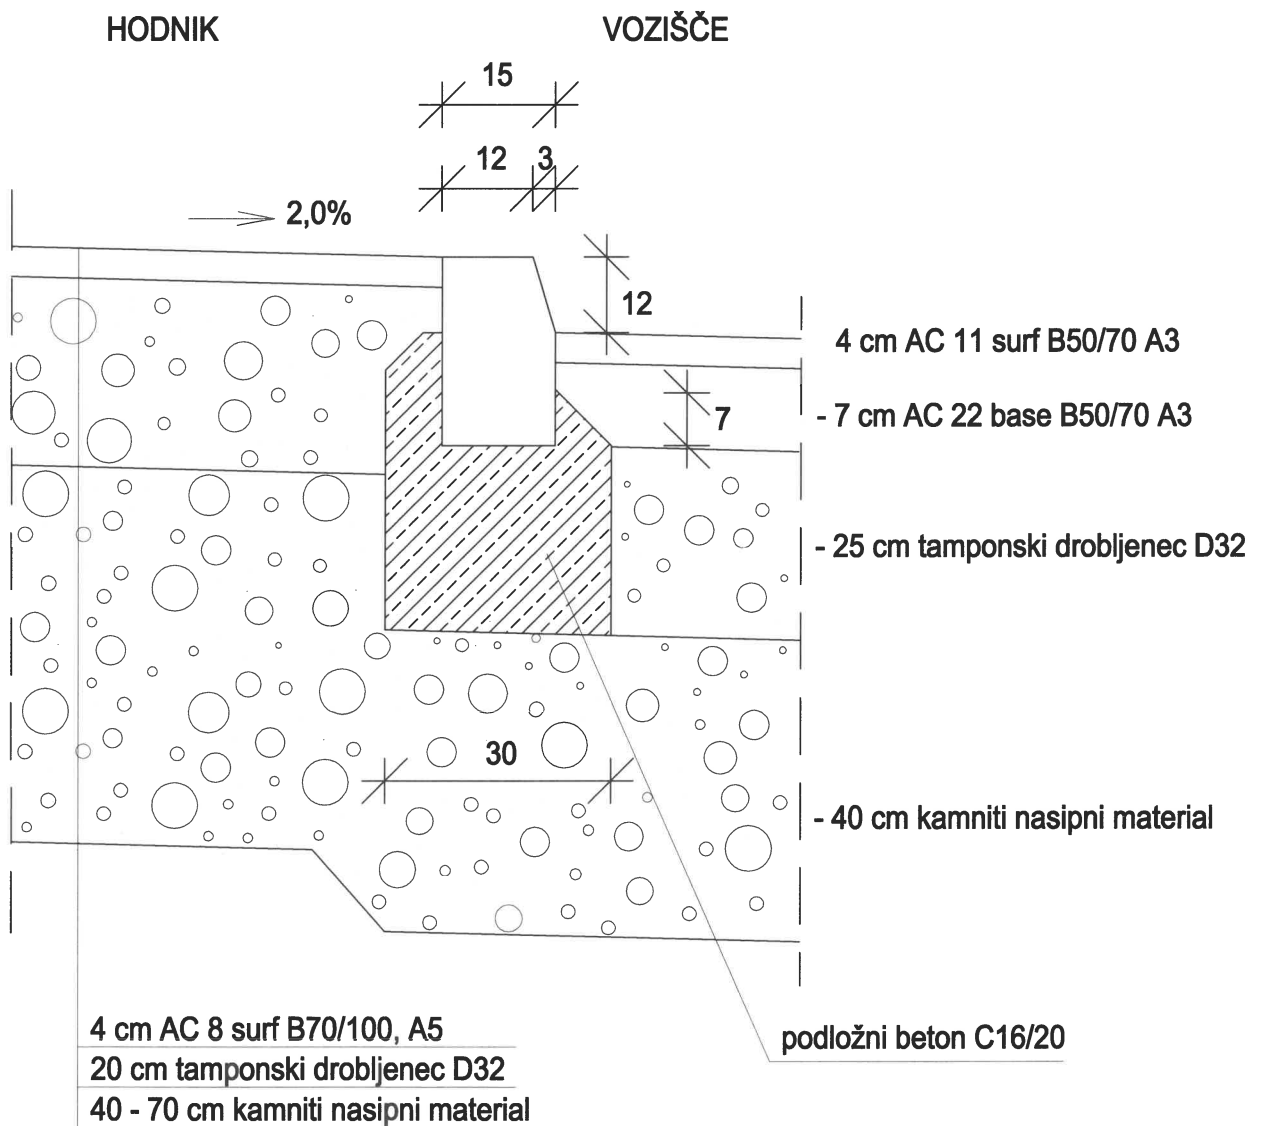 HODNIK
VOZIŠČE
15
12
3
2,0%
12
4 cm AC 11 surf B50/70 A3
7
- 7 cm AC 22 base B50/70 A3
- 25 cm tamponski drobljenec D32
30
- 40 cm kamniti nasipni material
4 cm AC 8 surf B70/100, A5
podložni beton C16/20
20 cm tamponski drobljenec D32
40 - 70 cm kamniti nasipni material